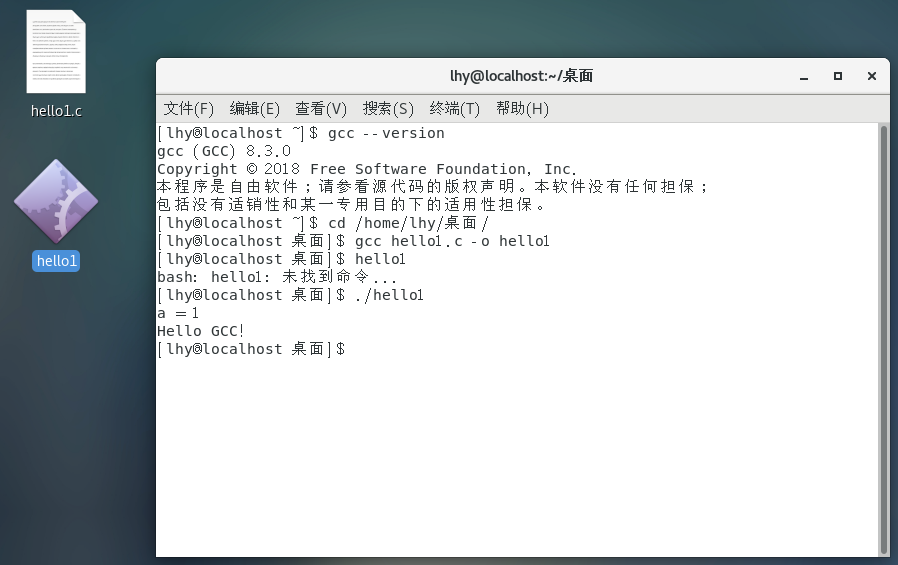 hello1.c
hello1
lhy@localhost:~/桌面
文件(F) 编辑(E) 查看(V) 搜索(S) 终端(T) 帮助(H)
[lhy@localhost ~]$ gcc --version
gcc (GCC) 8.3.0
Copyright © 2018 Free Software Foundation, Inc.
本程序是自由软件；请参看源代码的版权声明。本软件没有任何担保；
包括没有适销性和某一专用目的下的适用性担保。
[lhy@localhost ~]$ cd /home/lhy/桌面/
[lhy@localhost 桌面]$ gcc hello1.c -o hello1
[lhy@localhost 桌面]$ hello1
bash: hello1: 未找到命令...
[lhy@localhost 桌面]$ ./hello1
a =1
Hello GCC!
[lhy@localhost 桌面]$